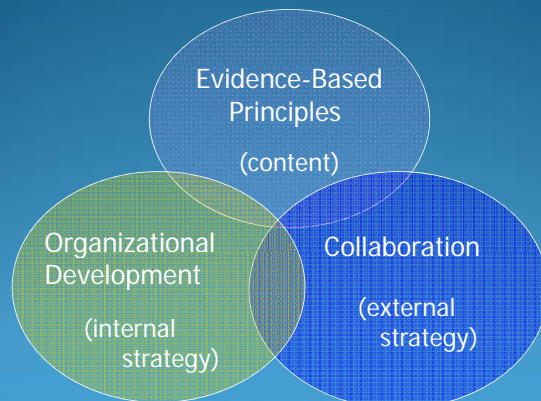 Evidence-Based
Principles
(content)
Organizational
Development
(internal
strategy)
Collaboration
(external
strategy)